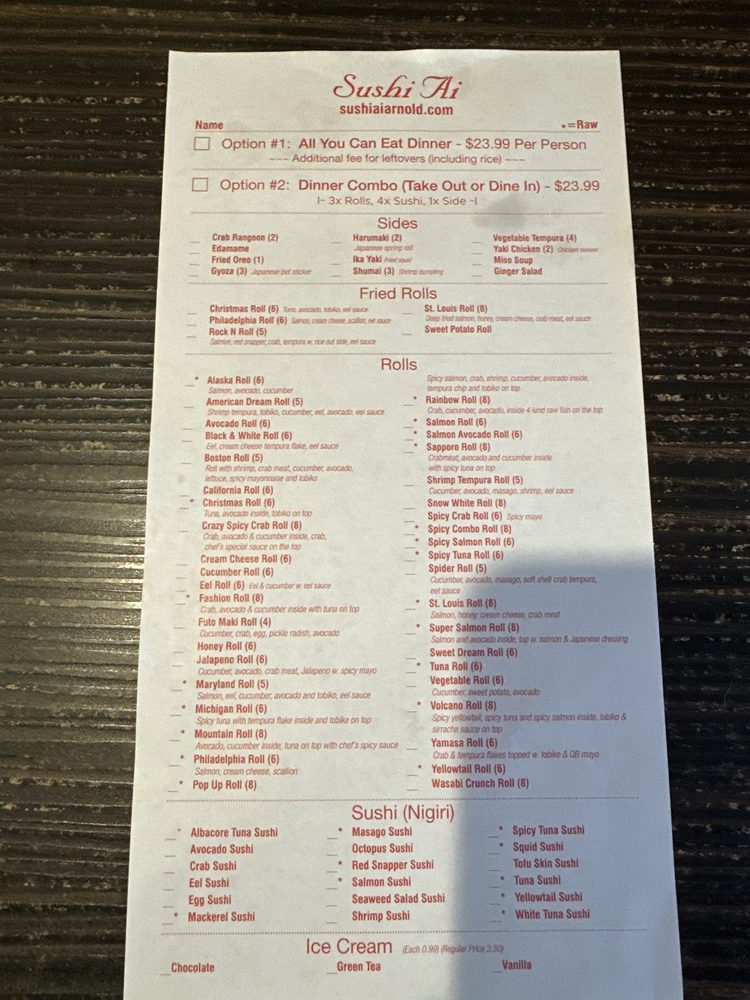 Sushi Ai
sushiaiarnold.com
Name
*=Raw
Option #1: All You Can Eat Dinner - $23.99 Per Person
~~~ Additional fee for leftovers (including rice) ~~~
Option #2: Dinner Combo (Take Out or Dine In) - $23.99
|- 3x Rolls, 4x Sushi, 1x Side -|
Sides
Crab Rangoon (2)
Edamame
Fried Oreo (1)
Gyoza (3) Japanese pot sticker
Harumaki (2)
Japanese spring roll
Ika Yaki Fried squid
Shumai (3) Shrimp dumpling
Vegetable Tempura (4)
Yaki Chicken (2) Chicken skewer
Miso Soup
Ginger Salad
Fried Rolls
Christmas Roll (6) Tuna, avocado, tobiko, eel sauce
Philadelphia Roll (6) Salmon, cream cheese, scallion, eel sauce
Rock N Roll (5)
Salmon, red snapper, crab, tempura w. rice out side, eel sauce
St. Louis Roll (8)
Deep fried salmon, honey, cream cheese, crab meat, eel sauce
Sweet Potato Roll
Rolls
* Alaska Roll (6)
Salmon, avocado, cucumber
American Dream Roll (5)
Shrimp tempura, tobiko, cucumber, eel, avocado, eel sauce
Avocado Roll (6)
Black & White Roll (6)
Eel, cream cheese tempura flake, eel sauce
Boston Roll (5)
Roll with shrimp, crab meat, cucumber, avocado,
lettuce, spicy mayonnaise and tobiko
California Roll (6)
* Christmas Roll (6)
Tuna, avocado inside, tobiko on top
Crazy Spicy Crab Roll (8)
Crab, avocado & cucumber inside, crab,
chef's special sauce on the top
Cream Cheese Roll (6)
Cucumber Roll (6)
Eel Roll (6) Eel & cucumber w. eel sauce
* Fashion Roll (8)
Crab, avocado & cucumber inside with tuna on top
Futo Maki Roll (4)
Cucumber, crab, egg, pickle radish, avocado
Honey Roll (6)
Jalapeno Roll (6)
Cucumber, avocado, crab meat, Jalapeno w. spicy mayo
* Maryland Roll (5)
Salmon, eel, cucumber, avocado and tobiko, eel sauce
* Michigan Roll (6)
Spicy tuna with tempura flake inside and tobike on top
* Mountain Roll (8)
Avocado, cucumber inside, tuna on top with chef's spicy sauce
* Philadelphia Roll (6)
Salmon, cream cheese, scallion
* Pop Up Roll (8)
Spicy salmon, crab, shrimp, cucumber, avocado inside,
tempura chip and tobiko on top
* Rainbow Roll (8)
Crab, cucumber, avocado, inside 4 kind raw fish on the top
* Salmon Roll (6)
* Salmon Avocado Roll (6)
* Sapporo Roll (8)
Crabmeat, avocado and cucumber inside
with spicy tuna on top
Shrimp Tempura Roll (5)
Cucumber, avocado, masago, shrimp, eel sauce
Snow White Roll (8)
Spicy Crab Roll (6) Spicy mayo
* Spicy Combo Roll (8)
* Spicy Salmon Roll (6)
* Spicy Tuna Roll (6)
Spider Roll (5)
Cucumber, avocado, masago, soft shell crab tempura,
eel sauce
* St. Louis Roll (8)
Salmon, honey, cream cheese, crab meat
* Super Salmon Roll (8)
Salmon and avocado inside, top w. salmon & Japanese dressing
Sweet Dream Roll (6)
* Tuna Roll (6)
Vegetable Roll (6)
Cucumber, sweet potato, avocado
* Volcano Roll (8)
Spicy yellowtail, spicy tuna and spicy salmon inside, tobiko &
sirrache sauce on top
Yamasa Roll (6)
Crab & tempura flakes topped w. tobike & QB mayo
* Yellowtail Roll (6)
Wasabi Crunch Roll (8)
Sushi (Nigiri)
* Albacore Tuna Sushi
Avocado Sushi
Crab Sushi
Eel Sushi
Egg Sushi
* Mackerel Sushi
* Masago Sushi
Octopus Sushi
* Red Snapper Sushi
* Salmon Sushi
Seaweed Salad Sushi
Shrimp Sushi
* Spicy Tuna Sushi
* Squid Sushi
Tofu Skin Sushi
* Tuna Sushi
* Yellowtail Sushi
* White Tuna Sushi
Ice Cream (Each 0.99) (Regular Price 3.50)
Chocolate
Green Tea
Vanilla